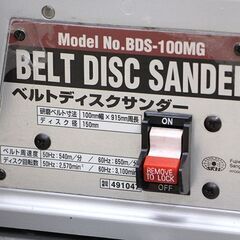 Model No.BDS-100MG
BELT DISC SANDER
ベルトディスクサンダー
研磨ベルト寸法 : 100mm幅×915mm周長
ディスク径 : 150mm
ベルト周速度 : 50Hz: 540m/分 / 60Hz: 650m/分
ディスク回転数 : 50Hz: 2,570min⁻¹ / 60Hz: 3,100min
ON
REMOVE
TO LOCK
OFF